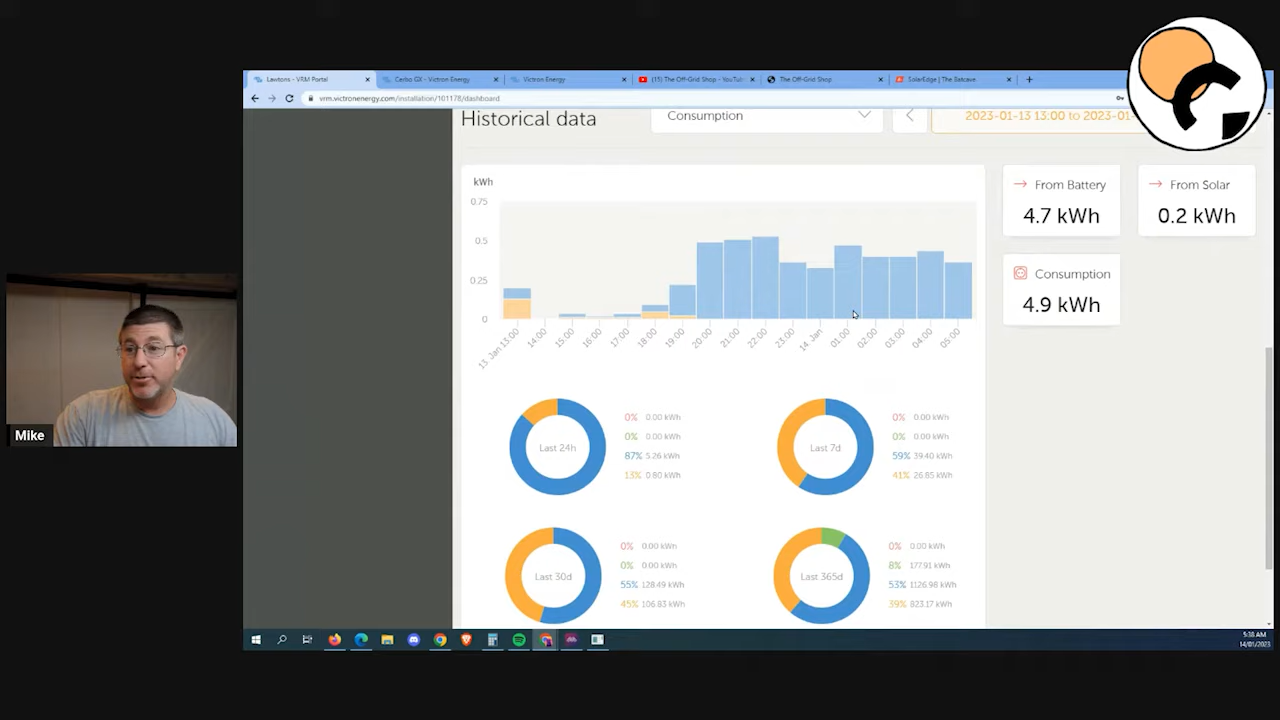 Lawtons - VRM Portal
Cerbo GX - Victron Energy
Victron Energy
(15) The Off-Grid Shop - YouTu
The Off-Grid Shop
SolarEdge | The Batcave
vrm.victronenergy.com/installation/101178/dashboard
Historical data
Consumption
2023-01-13 13:00 to 2023-01-
kWh
0.75
0.5
0.25
0
13 Jan 13:00
14:00
15:00
16:00
17:00
18:00
19:00
20:00
21:00
22:00
23:00
14 Jan
01:00
02:00
03:00
04:00
05:00
From Battery
4.7 kWh
From Solar
0.2 kWh
Consumption
4.9 kWh
Mike
Last 24h
0% 0.00 kWh
0% 0.00 kWh
87% 5.26 kWh
13% 0.80 kWh
Last 7d
0% 0.00 kWh
0% 0.00 kWh
59% 39.40 kWh
41% 26.85 kWh
Last 30d
0% 0.00 kWh
0% 0.00 kWh
55% 128.49 kWh
45% 106.83 kWh
Last 365d
0% 0.00 kWh
8% 177.91 kWh
53% 1126.98 kWh
39% 823.17 kWh
5:38 AM
14/01/2023